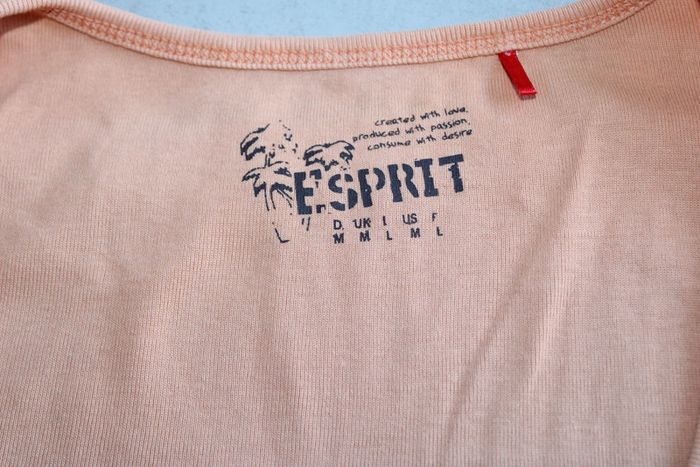 created with love.
produced with passion,
consume with desire
ESPRIT
D UK I US F
M M L M L